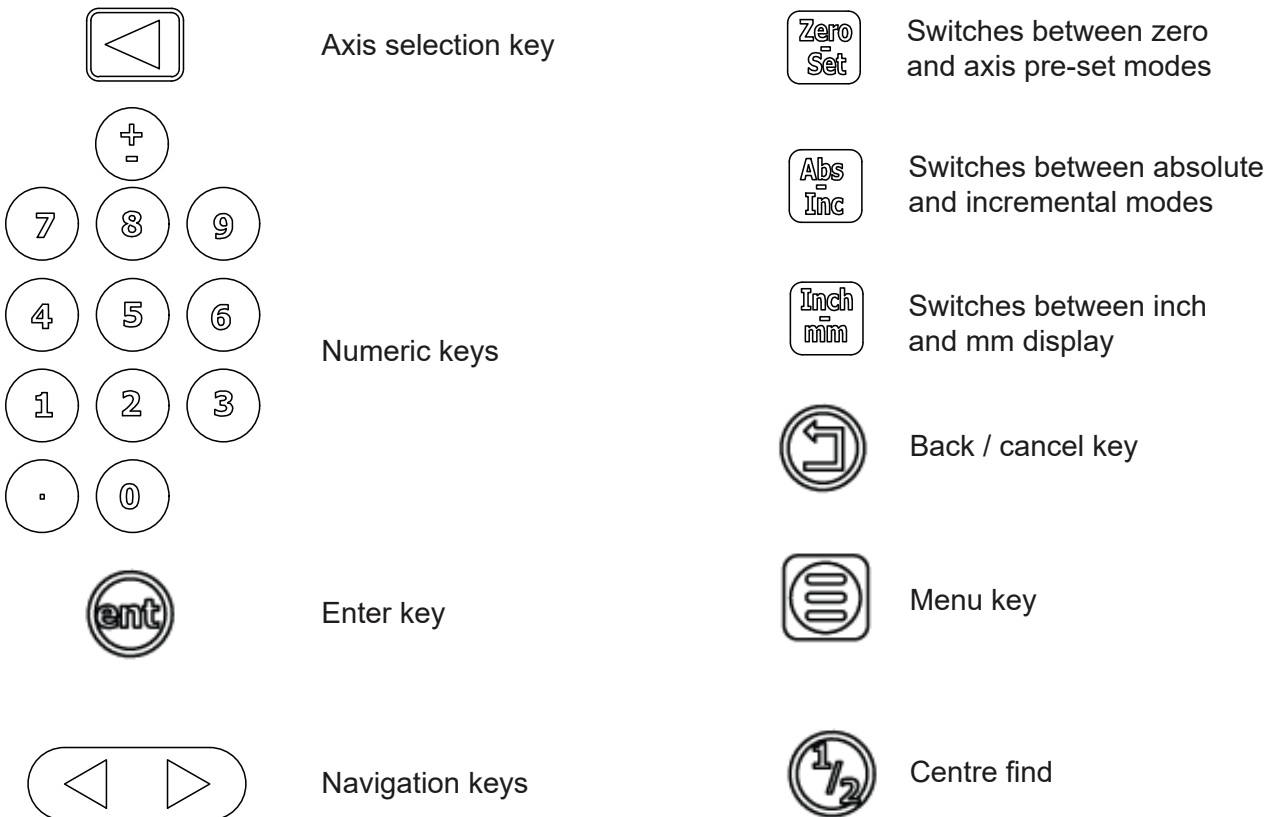 Axis selection key
+
-
7 8 9
4 5 6
Numeric keys
1 2 3
. 0
ent
Enter key
Navigation keys
Zero
-
Set
Switches between zero
and axis pre-set modes
Abs
-
Inc
Switches between absolute
and incremental modes
Inch
-
mm
Switches between inch
and mm display
Back / cancel key
Menu key
1/2
Centre find